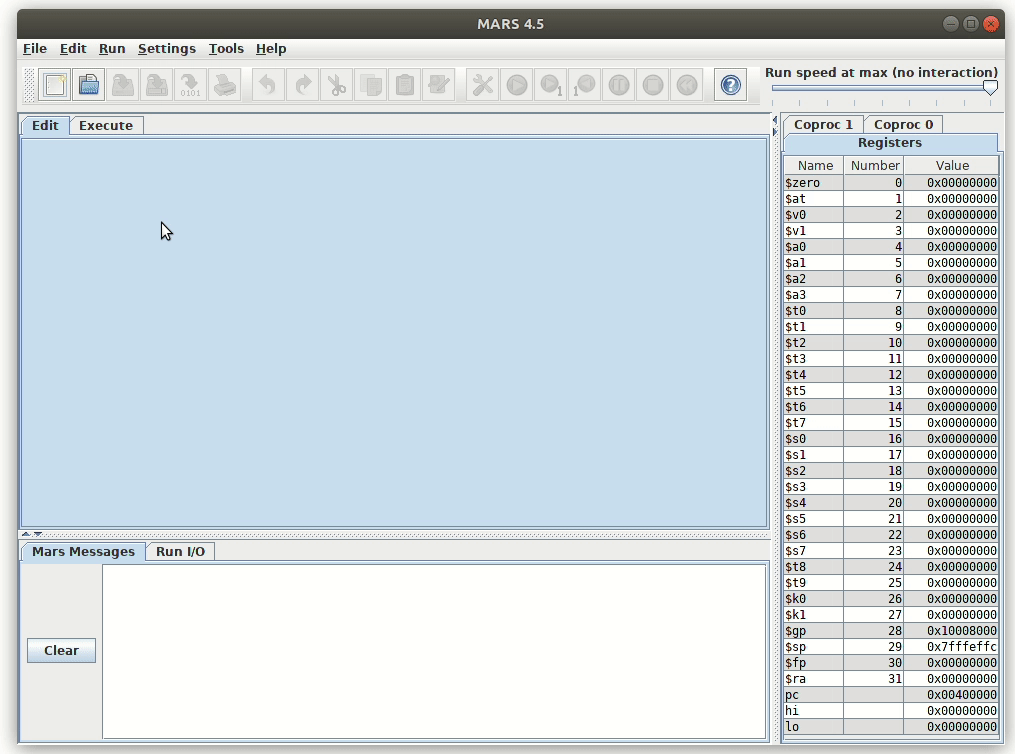 MARS 4.5
File Edit Run Settings Tools Help
0101
1
1
?
Run speed at max (no interaction)
Edit Execute
Coproc 1 Coproc 0
Registers
Name Number Value
$zero 0 0x00000000
$at 1 0x00000000
$v0 2 0x00000000
$v1 3 0x00000000
$a0 4 0x00000000
$a1 5 0x00000000
$a2 6 0x00000000
$a3 7 0x00000000
$t0 8 0x00000000
$t1 9 0x00000000
$t2 10 0x00000000
$t3 11 0x00000000
$t4 12 0x00000000
$t5 13 0x00000000
$t6 14 0x00000000
$t7 15 0x00000000
$s0 16 0x00000000
$s1 17 0x00000000
$s2 18 0x00000000
$s3 19 0x00000000
$s4 20 0x00000000
$s5 21 0x00000000
$s6 22 0x00000000
$s7 23 0x00000000
$t8 24 0x00000000
$t9 25 0x00000000
$k0 26 0x00000000
$k1 27 0x00000000
$gp 28 0x10008000
$sp 29 0x7fffeffc
$fp 30 0x00000000
$ra 31 0x00000000
pc 0x00400000
hi 0x00000000
lo 0x00000000
Mars Messages Run I/O
Clear